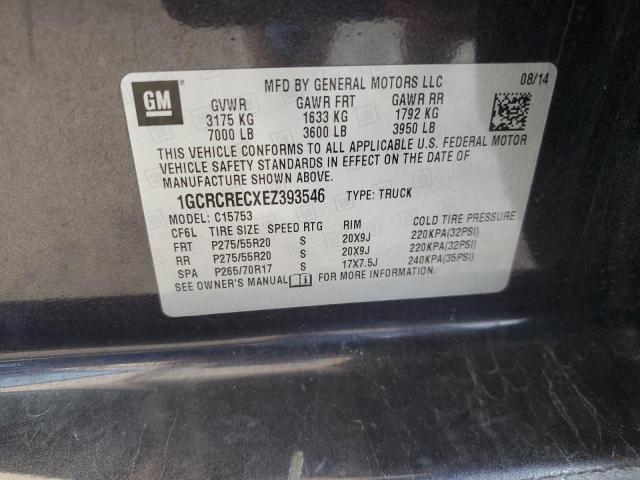 GM
MFD BY GENERAL MOTORS LLC 08/14
GVWR GAWR FRT GAWR RR
3175 KG 1633 KG 1792 KG
7000 LB 3600 LB 3950 LB
THIS VEHICLE CONFORMS TO ALL APPLICABLE U.S. FEDERAL MOTOR
VEHICLE SAFETY STANDARDS IN EFFECT ON THE DATE OF
MANUFACTURE SHOWN ABOVE.
1GCRCRECXEZ393546 TYPE: TRUCK
MODEL: C15753
CF6L TIRE SIZE SPEED RTG RIM COLD TIRE PRESSURE
FRT P275/55R20 S 20X9J 220KPA(32PSI)
RR P275/55R20 S 20X9J 220KPA(32PSI)
SPA P265/70R17 S 17X7.5J 240KPA(35PSI)
SEE OWNER'S MANUAL FOR MORE INFORMATION.